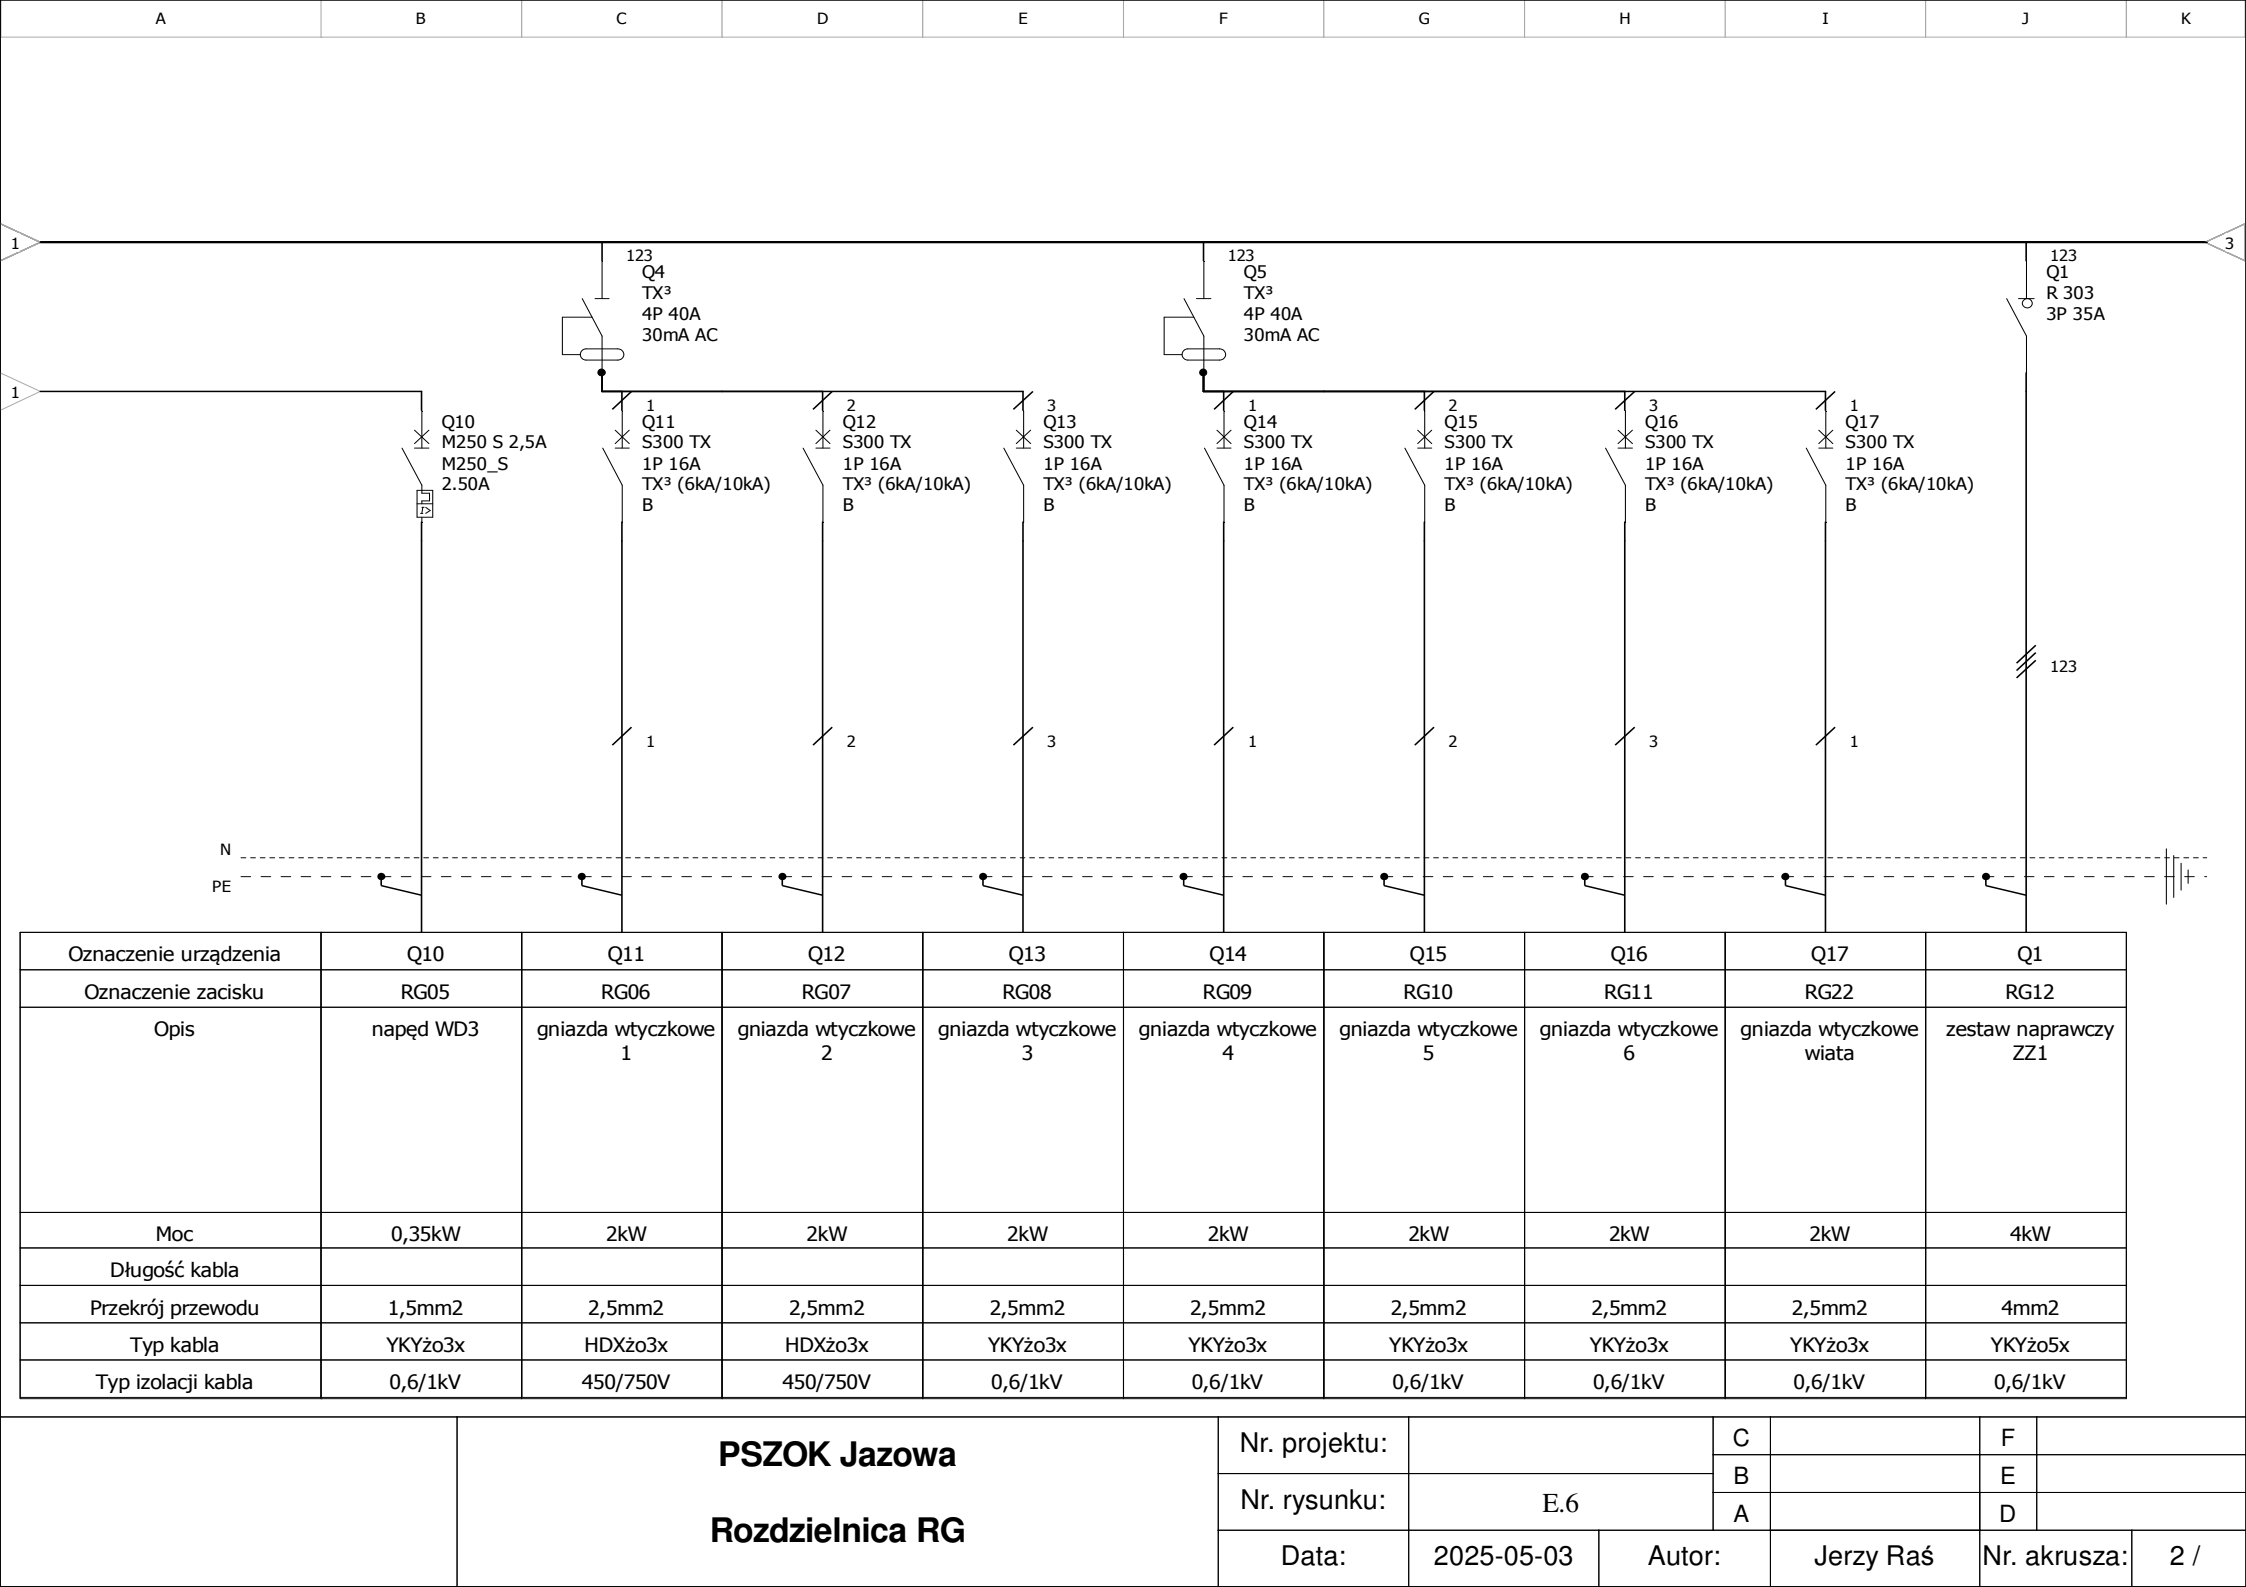 A B C D E F G H I J K
1 3
123
Q4
TX³
4P 40A
30mA AC
123
Q5
TX³
4P 40A
30mA AC
123
Q1
R 303
3P 35A
1
Q10
M250 S 2,5A
M250_S
2.50A
I>
1
Q11
S300 TX
1P 16A
TX³ (6kA/10kA)
B
2
Q12
S300 TX
1P 16A
TX³ (6kA/10kA)
B
3
Q13
S300 TX
1P 16A
TX³ (6kA/10kA)
B
1
Q14
S300 TX
1P 16A
TX³ (6kA/10kA)
B
2
Q15
S300 TX
1P 16A
TX³ (6kA/10kA)
B
3
Q16
S300 TX
1P 16A
TX³ (6kA/10kA)
B
1
Q17
S300 TX
1P 16A
TX³ (6kA/10kA)
B
123
1 2 3 1 2 3 1
N
PE
Oznaczenie urządzenia Q10 Q11 Q12 Q13 Q14 Q15 Q16 Q17 Q1
Oznaczenie zacisku RG05 RG06 RG07 RG08 RG09 RG10 RG11 RG22 RG12
Opis napęd WD3 gniazda wtyczkowe gniazda wtyczkowe gniazda wtyczkowe gniazda wtyczkowe gniazda wtyczkowe gniazda wtyczkowe gniazda wtyczkowe zestaw naprawczy
1 2 3 4 5 6 wiata ZZ1
Moc 0,35kW 2kW 2kW 2kW 2kW 2kW 2kW 2kW 4kW
Długość kabla
Przekrój przewodu 1,5mm2 2,5mm2 2,5mm2 2,5mm2 2,5mm2 2,5mm2 2,5mm2 2,5mm2 4mm2
Typ kabla YKYżo3x HDXżo3x HDXżo3x YKYżo3x YKYżo3x YKYżo3x YKYżo3x YKYżo3x YKYżo5x
Typ izolacji kabla 0,6/1kV 450/750V 450/750V 0,6/1kV 0,6/1kV 0,6/1kV 0,6/1kV 0,6/1kV 0,6/1kV
PSZOK Jazowa
Rozdzielnica RG
Nr. projektu:
Nr. rysunku: E.6
C F
B E
A D
Data: 2025-05-03 Autor: Jerzy Raś Nr. akrusza: 2 /